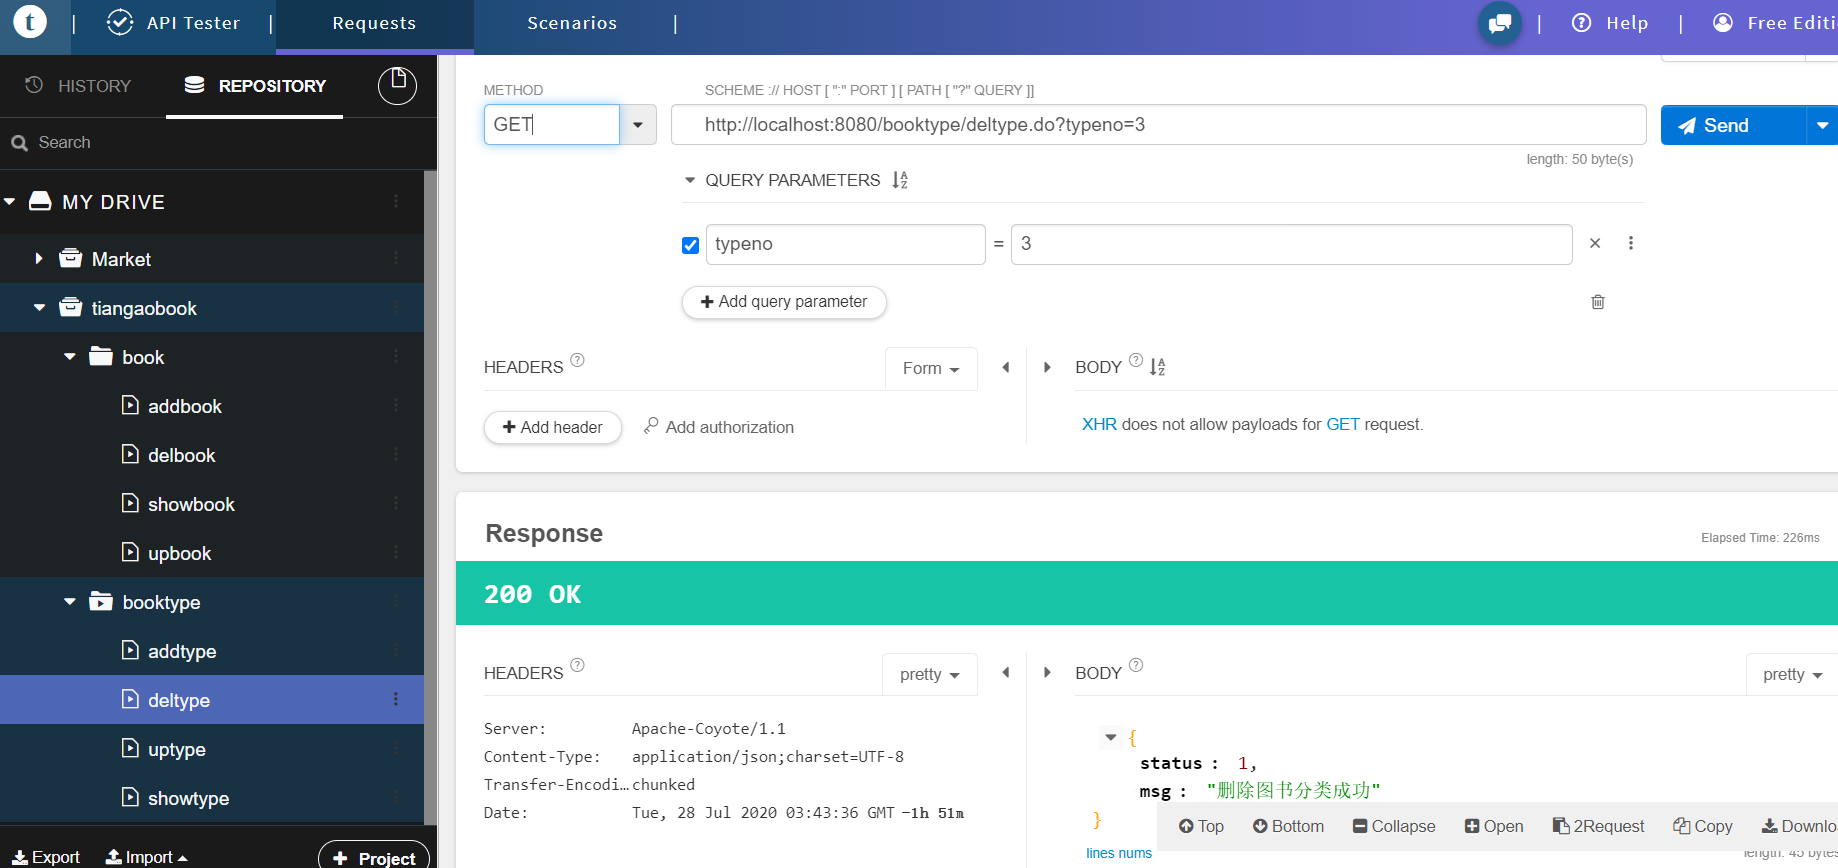 t | API Tester | Requests Scenarios | | Help | Free Editi
HISTORY REPOSITORY
Search
MY DRIVE
Market
tiangaobook
book
addbook
delbook
showbook
upbook
booktype
addtype
deltype
uptype
showtype
Export Import + Project
METHOD SCHEME :// HOST [ ":" PORT ] [ PATH [ "?" QUERY ]]
GET http://localhost:8080/booktype/deltype.do?typeno=3 Send
length: 50 byte(s)
QUERY PARAMETERS
typeno = 3
+ Add query parameter
HEADERS ? Form BODY ?
+ Add header Add authorization XHR does not allow payloads for GET request.
Response
Elapsed Time: 226ms
200 OK
HEADERS ? pretty BODY ? pretty
Server: Apache-Coyote/1.1
Content-Type: application/json;charset=UTF-8
Transfer-Encodi… chunked
Date: Tue, 28 Jul 2020 03:43:36 GMT -1h 51m
{
status : 1,
msg : "删除图书分类成功"
}
Top Bottom Collapse Open 2Request Copy Downlo
lines nums length: 45 bytes